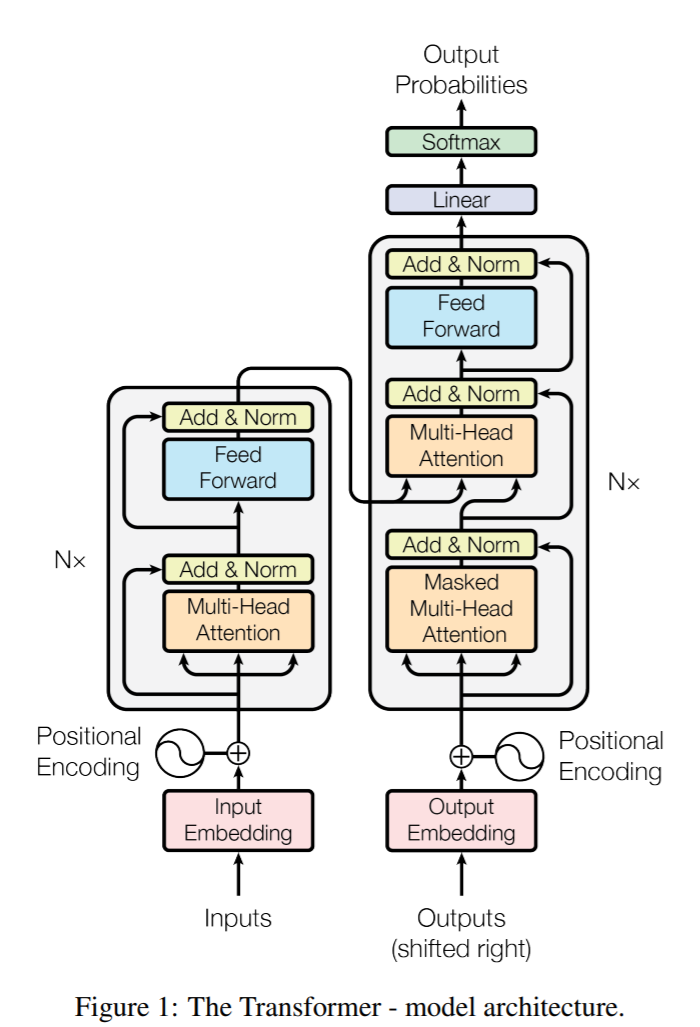 Output
Probabilities
Softmax
Linear
Add & Norm
Feed
Forward
Add & Norm
Multi-Head
Attention
N×
Add & Norm
Masked
Multi-Head
Attention
Add & Norm
Feed
Forward
N×
Add & Norm
Multi-Head
Attention
Positional
Encoding
Positional
Encoding
Input
Embedding
Output
Embedding
Inputs
Outputs
(shifted right)
Figure 1: The Transformer - model architecture.